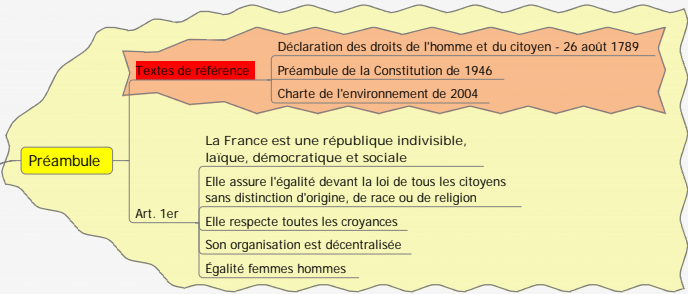 Préambule
Textes de référence
Déclaration des droits de l'homme et du citoyen - 26 août 1789
Préambule de la Constitution de 1946
Charte de l'environnement de 2004
Art. 1er
La France est une république indivisible,
laïque, démocratique et sociale
Elle assure l'égalité devant la loi de tous les citoyens
sans distinction d'origine, de race ou de religion
Elle respecte toutes les croyances
Son organisation est décentralisée
Égalité femmes hommes